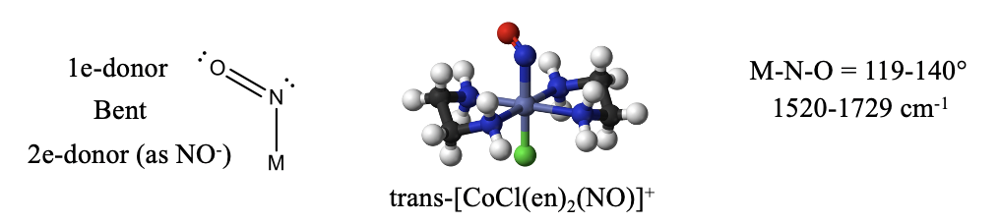 1e-donor
Bent
2e-donor (as NO⁻)
O
N
M
trans-[CoCl(en)₂(NO)]⁺
M-N-O = 119-140°
1520-1729 cm⁻¹